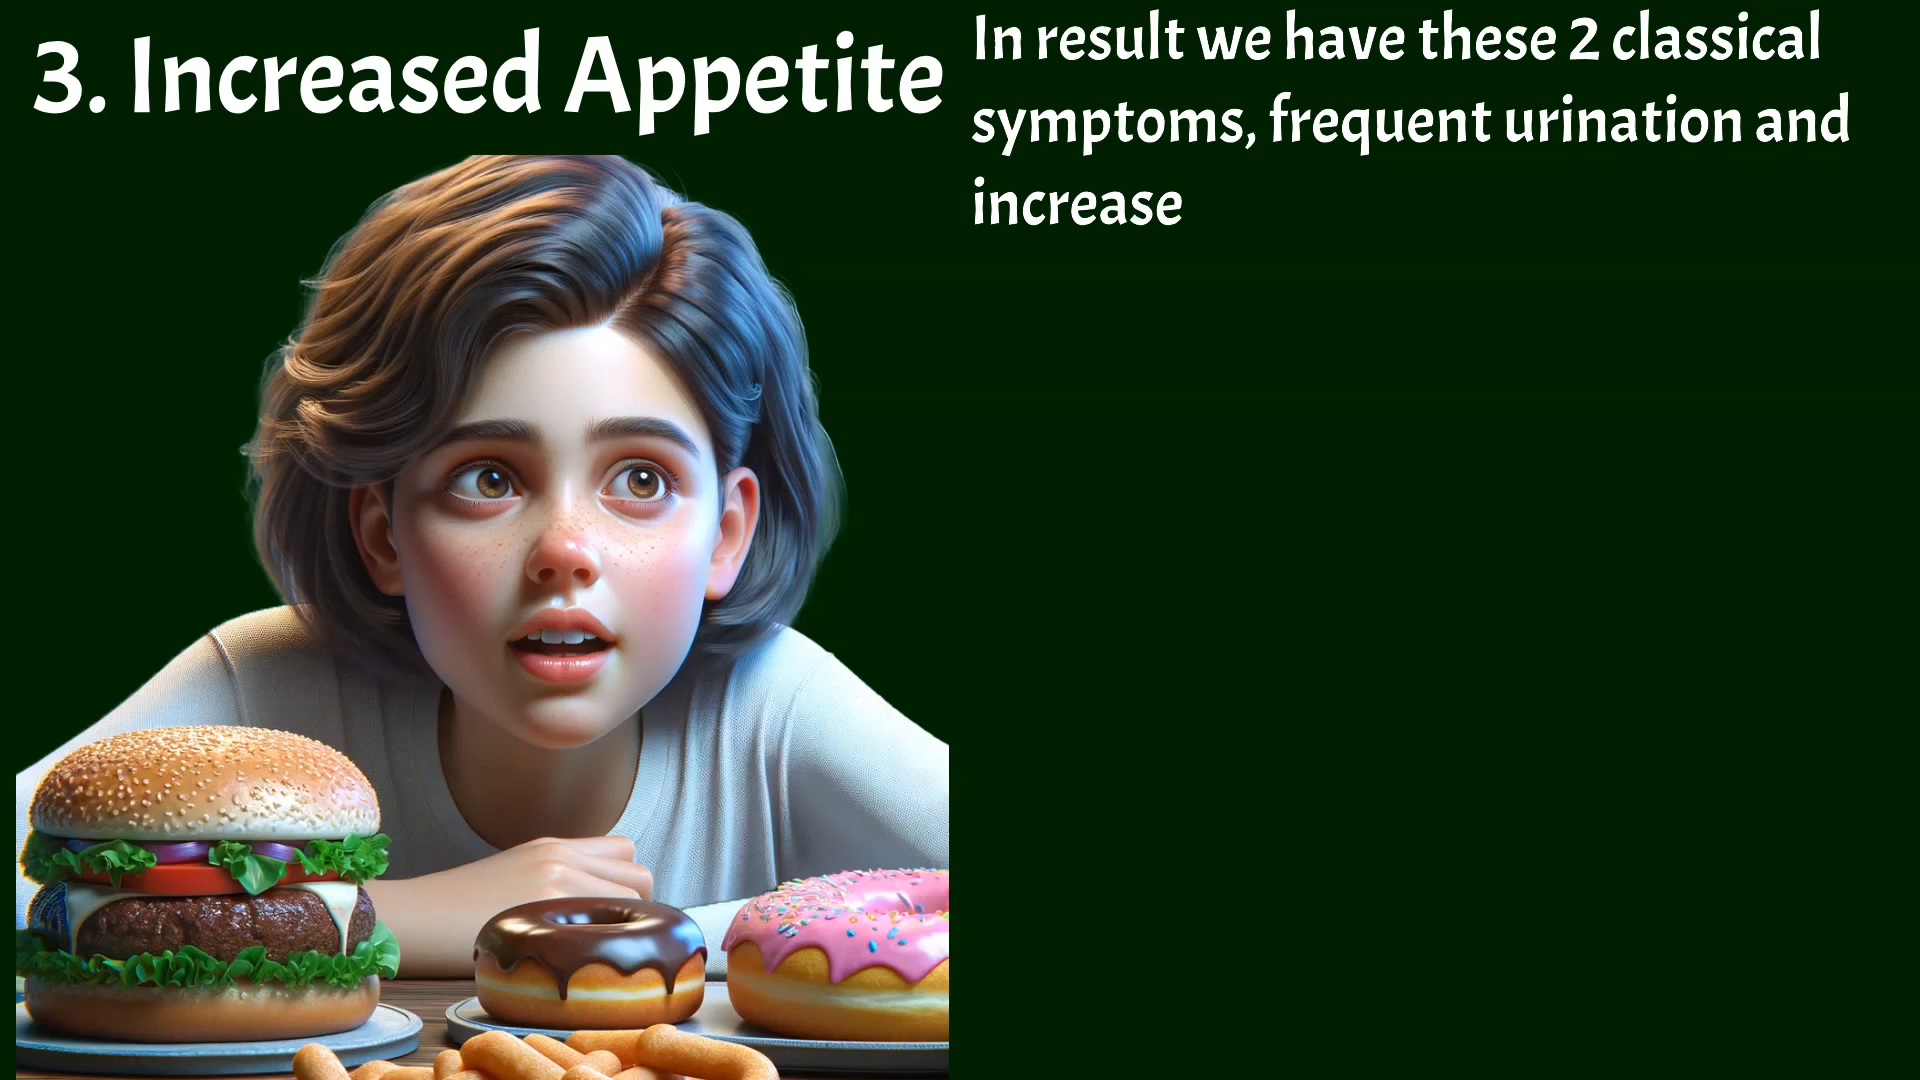 3. Increased Appetite
In result we have these 2 classical
symptoms, frequent urination and
increase